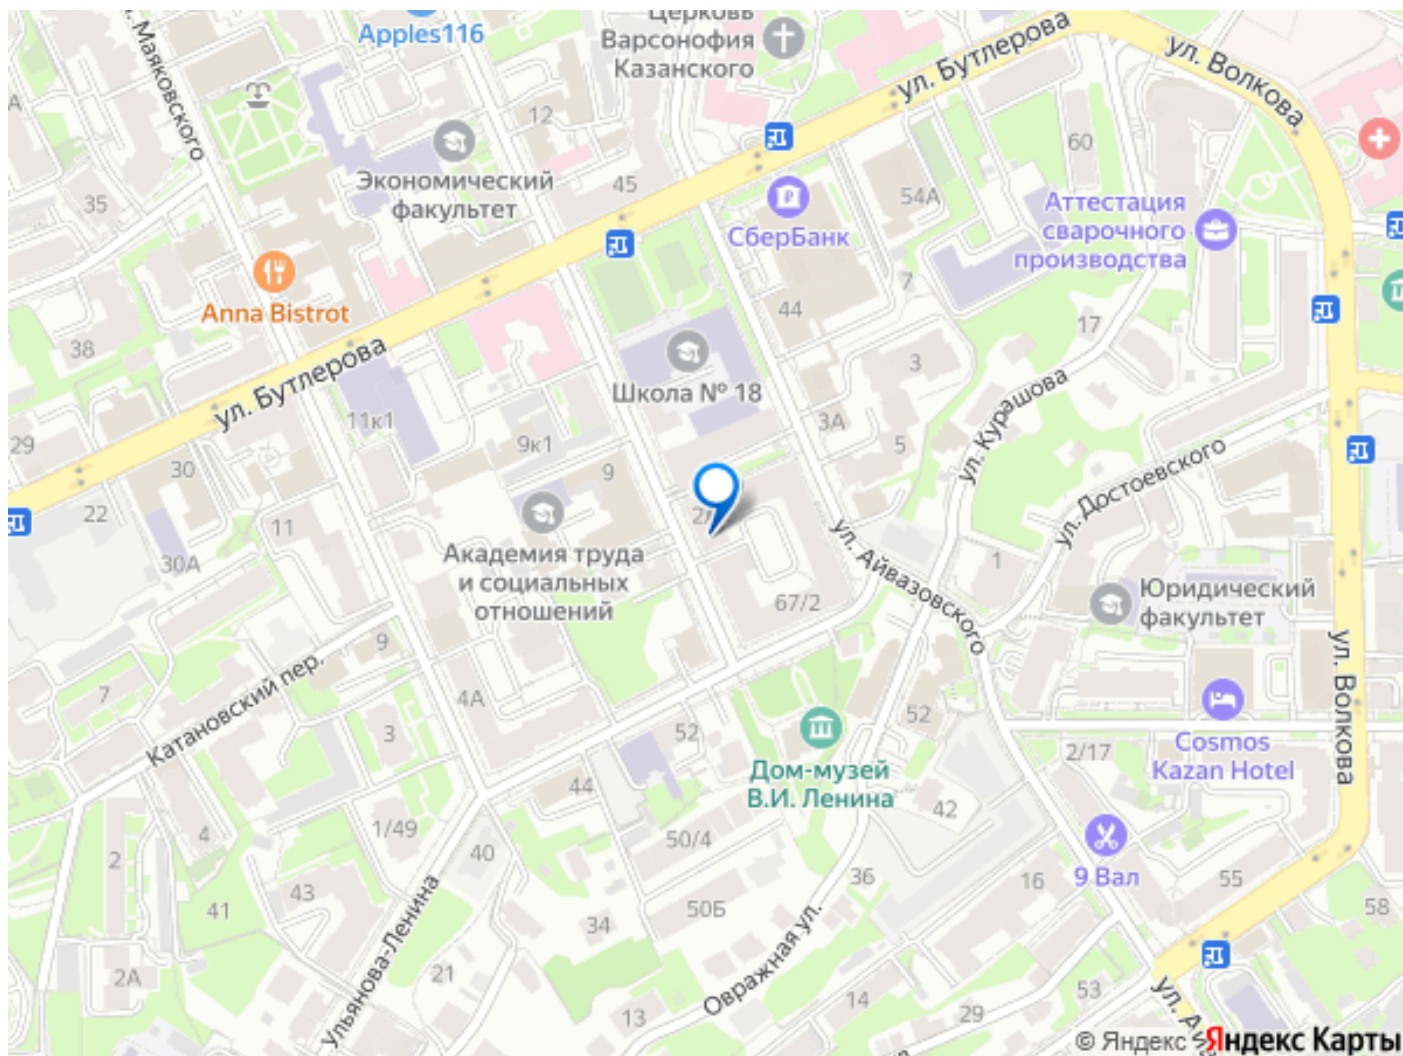 Apples116
Церковь
Варсонофия
Казанского
ул. Бутлерова
ул. Волкова
Маяковского
12
60
Экономический
факультет
45
35
54А
СберБанк
Аттестация
сварочного
производства
Anna Bistrot
7
44
17
38
ул. Бутлерова
Школа № 18
3
ул. Курашова
11к1
9к1
3А
5
29
30
9
22
11
ул. Достоевского
30А
Академия труда
и социальных
отношений
ул. Айвазовского
1
67/2
Юридический
факультет
9
Катановский пер.
7
4А
3
52
52
ул. Волкова
Дом-музей
В.И. Ленина
Cosmos
Kazan Hotel
2/17
44
42
4
1/49
40
50/4
2
43
36
16
9 Вал
55
41
50Б
58
34
Ульянова-Ленина
Овражная ул.
2А
21
14
53
13
29
© Яндекс
Яндекс Карты